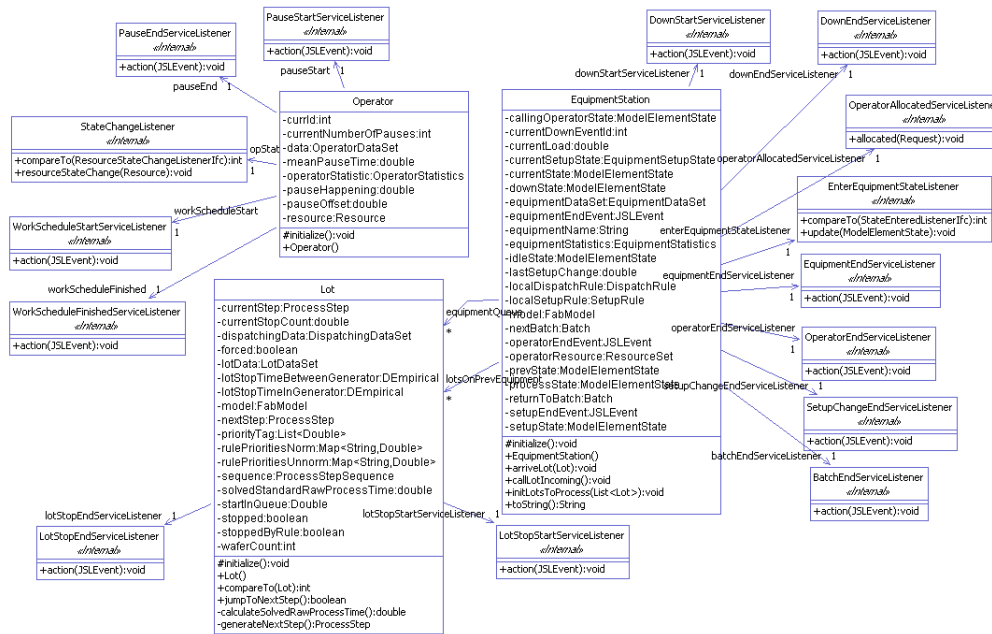 PauseStartServiceListener
«Internal»
+action(JSLEvent):void
PauseEndServiceListener
«Internal»
+action(JSLEvent):void
DownStartServiceListener
«Internal»
+action(JSLEvent):void
DownEndServiceListener
«Internal»
+action(JSLEvent):void
pauseStart
1
pauseEnd
1
downStartServiceListener
1
downEndServiceListener
1
Operator
-currId:int
-currentNumberOfPauses:int
-data:OperatorDataSet
-meanPauseTime:double
-operatorStatistic:OperatorStatistics
-pauseHappening:double
-pauseOffset:double
-resource:Resource
#initialize():void
+Operator()
StateChangeListener
«Internal»
+compareTo(ResourceStateChangeListenerIfc):int
+resourceStateChange(Resource):void
opStat
1
workScheduleStart
1
WorkScheduleStartServiceListener
«Internal»
+action(JSLEvent):void
workScheduleFinished
1
WorkScheduleFinishedServiceListener
«Internal»
+action(JSLEvent):void
EquipmentStation
-callingOperatorState:ModelElementState
-currentDownEventId:int
-currentLoad:double
-currentSetupState:EquipmentSetupState
-currentState:ModelElementState
-downState:ModelElementState
-equipmentDataSet:EquipmentDataSet
-equipmentEndEvent:JSLEvent
-equipmentName:String
-equipmentStatistics:EquipmentStatistics
-idleState:ModelElementState
-lastSetupChange:double
-localDispatchRule:DispatchRule
-localSetupRule:SetupRule
-model:FabModel
-nextBatch:Batch
-operatorEndEvent:JSLEvent
-operatorResource:ResourceSet
-prevState:ModelElementState
-processState:ModelElementState
-returnToBatch:Batch
-setupEndEvent:JSLEvent
-setupState:ModelElementState
#initialize():void
+EquipmentStation()
+arriveLot(Lot):void
+callLotIncoming():void
+initLotsToProcess(List<Lot>):void
+toString():String
OperatorAllocatedServiceListener
«Internal»
+allocated(Request):void
operatorAllocatedServiceListener
1
EnterEquipmentStateListener
«Internal»
+compareTo(StateEnteredListenerIfc):int
+update(ModelElementState):void
enterEquipmentStateListener
1
EquipmentEndServiceListener
«Internal»
+action(JSLEvent):void
equipmentEndServiceListener
1
OperatorEndServiceListener
«Internal»
+action(JSLEvent):void
operatorEndServiceListener
1
SetupChangeEndServiceListener
«Internal»
+action(JSLEvent):void
setupChangeEndServiceListener
1
BatchEndServiceListener
«Internal»
+action(JSLEvent):void
batchEndServiceListener
1
equipmentQueue
*
lotsOnPrevEquipment
*
Lot
-currentStep:ProcessStep
-currentStopCount:double
-dispatchingData:DispatchingDataSet
-forced:boolean
-lotData:LotDataSet
-lotStopTimeBetweenGenerator:DEmpirical
-lotStopTimeInGenerator:DEmpirical
-model:FabModel
-nextStep:ProcessStep
-priorityTag:List<Double>
-rulePrioritiesNorm:Map<String,Double>
-rulePrioritiesUnnorm:Map<String,Double>
-sequence:ProcessStepSequence
-solvedStandardRawProcessTime:double
-startInQueue:Double
-stopped:boolean
-stoppedByRule:boolean
-waferCount:int
#initialize():void
+Lot()
+compareTo(Lot):int
+jumpToNextStep():boolean
-calculateSolvedRawProcessTime():double
-generateNextStep():ProcessStep
lotStopEndServiceListener
1
LotStopEndServiceListener
«Internal»
+action(JSLEvent):void
lotStopStartServiceListener
1
LotStopStartServiceListener
«Internal»
+action(JSLEvent):void